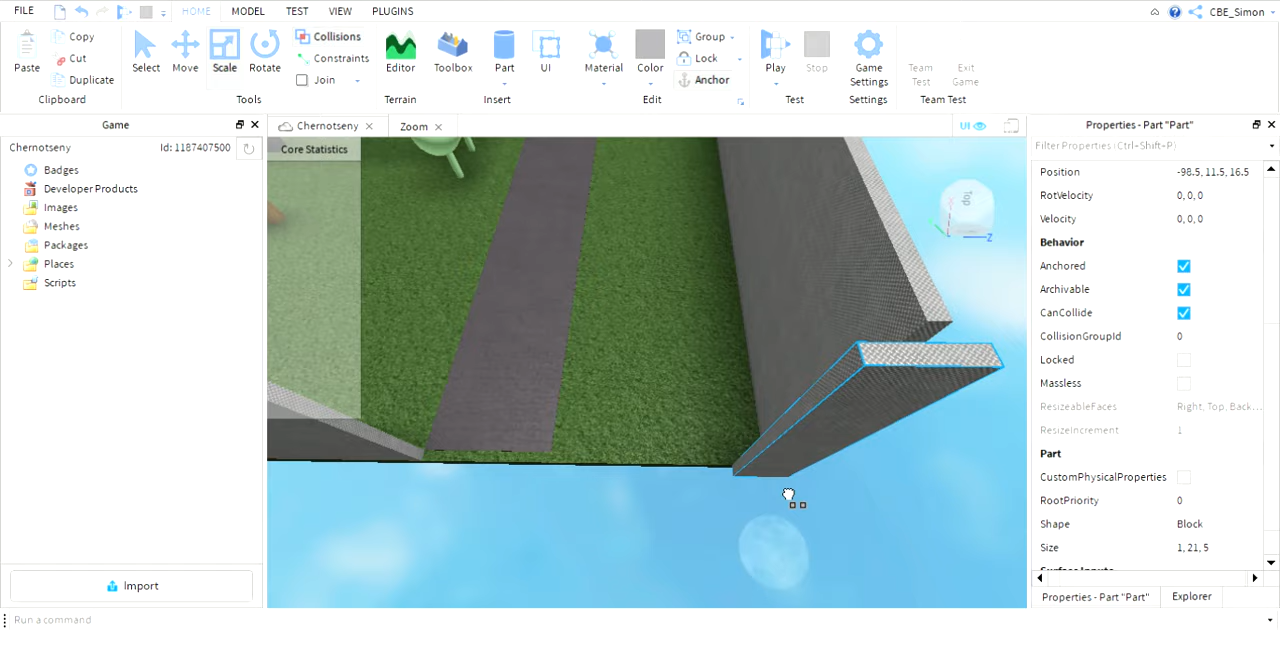 FILE HOME MODEL TEST VIEW PLUGINS CBE_Simon
Paste Copy Cut Duplicate
Select Move Scale Rotate
Collisions Constraints Join
Editor Toolbox Part UI
Material Color Group Lock Anchor
Play Stop Game Settings Team Test Exit Game
Clipboard Tools Terrain Insert Edit Test Settings Team Test
Game
Chernotseny Id: 1187407500
Badges
Developer Products
Images
Meshes
Packages
Places
Scripts
Import
Chernotseny Zoom UI
Core Statistics
Top
Z
Properties - Part "Part"
Filter Properties (Ctrl+Shift+P)
Position -98.5, 11.5, 16.5
RotVelocity 0, 0, 0
Velocity 0, 0, 0
Behavior
Anchored
Archivable
CanCollide
CollisionGroupId 0
Locked
Massless
ResizeableFaces Right, Top, Back...
ResizeIncrement 1
Part
CustomPhysicalProperties
RootPriority 0
Shape Block
Size 1, 21, 5
Properties - Part "Part" Explorer
Run a command